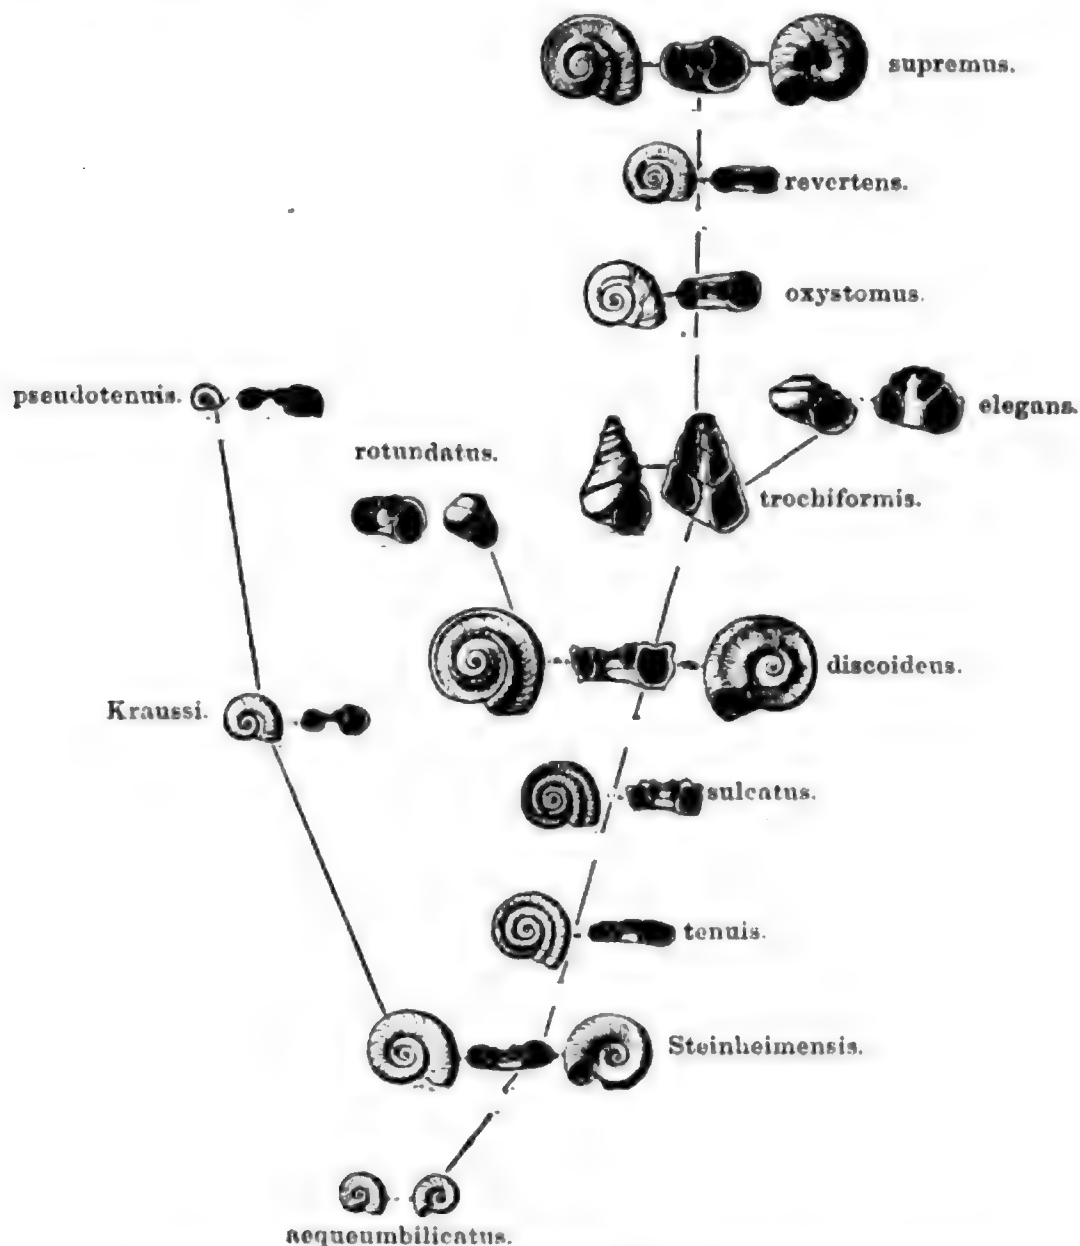 supremus.
revertens.
oxystomus.
pseudotenuis.
elegans.
rotundatus.
trochiformis.
discoideus.
Kraussi.
sulcatus.
tenuis.
Steinheimensis.
aequeumbilicatus.